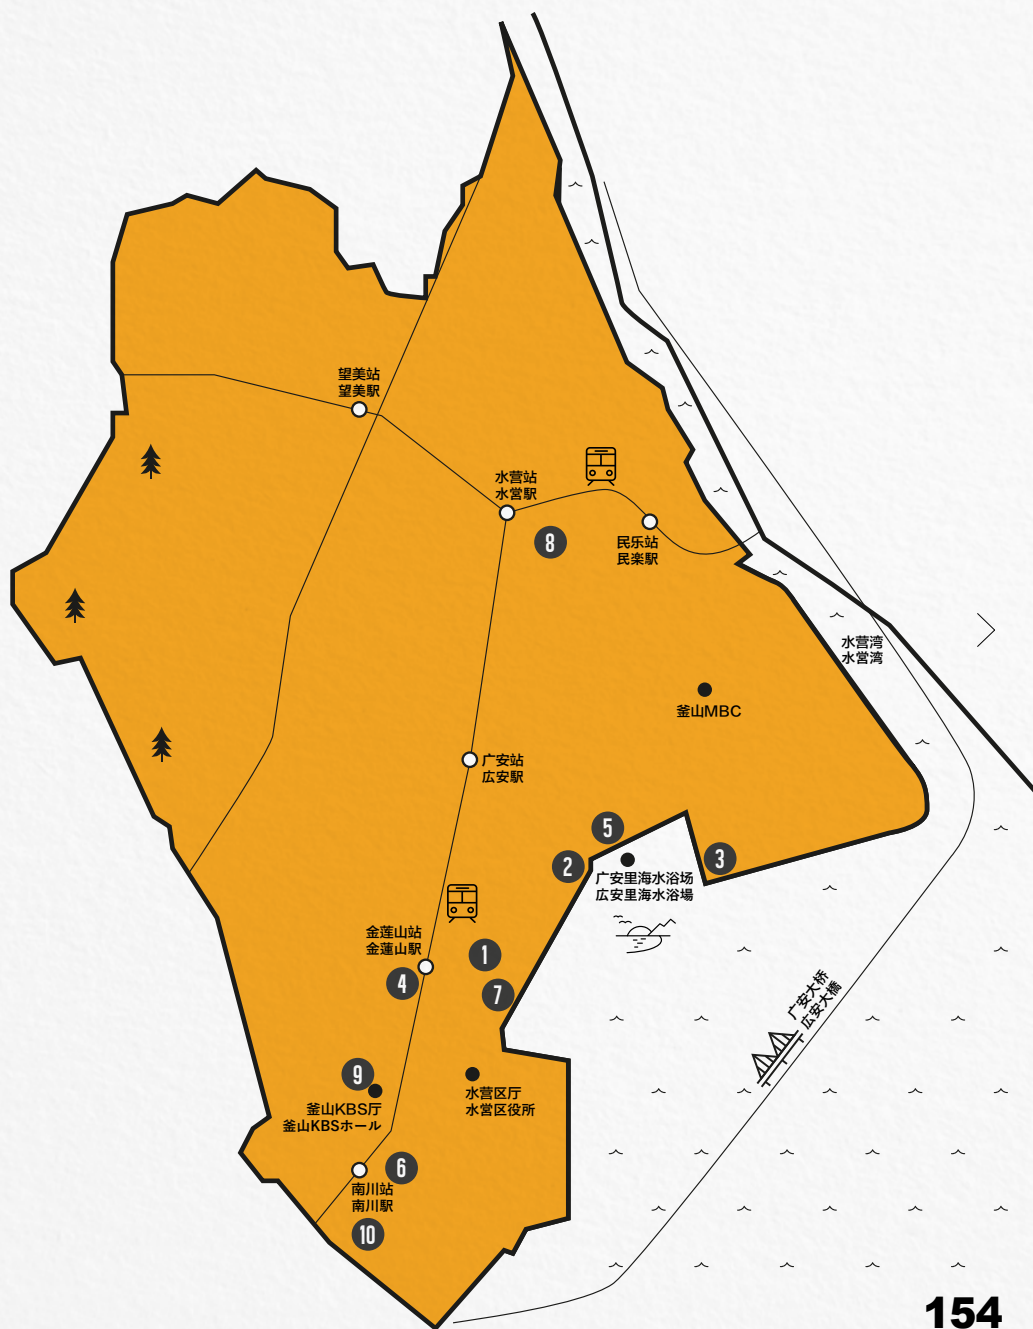 望美站
望美駅
水营站
水営駅
8
民乐站
民楽駅
水营湾
水営湾
釜山MBC
广安站
広安駅
5
2
3
广安里海水浴场
広安里海水浴場
金莲山站
金蓮山駅
1
4
7
广安大桥
広安大橋
9
水营区厅
水営区役所
釜山KBS厅
釜山KBSホール
6
南川站
南川駅
10
154